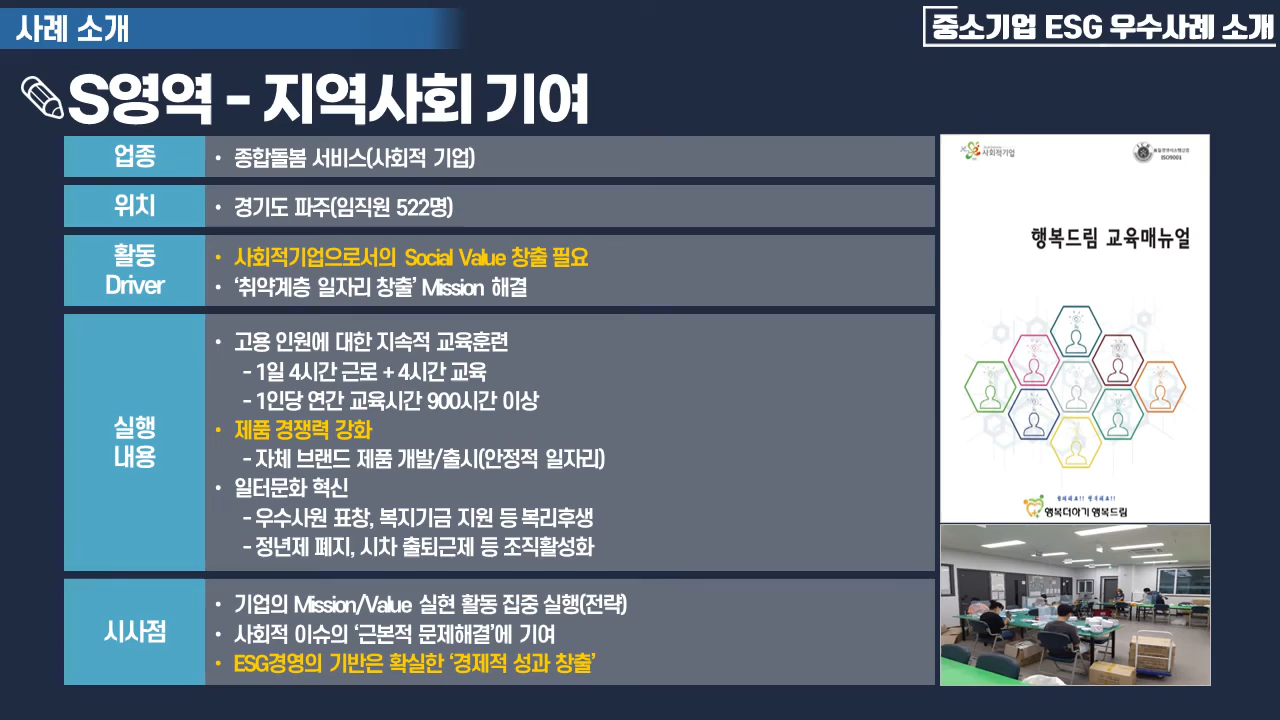 사례 소개
중소기업 ESG 우수사례 소개
S영역 - 지역사회 기여
업종
• 종합돌봄 서비스(사회적 기업)
위치
• 경기도 파주(임직원 522명)
활동
Driver
• 사회적기업으로서의 Social Value 창출 필요
• ‘취약계층 일자리 창출’ Mission 해결
실행
내용
• 고용 인원에 대한 지속적 교육훈련
- 1일 4시간 근로 + 4시간 교육
- 1인당 연간 교육시간 900시간 이상
• 제품 경쟁력 강화
- 자체 브랜드 제품 개발/출시(안정적 일자리)
• 일터문화 혁신
- 우수사원 표창, 복지기금 지원 등 복리후생
- 정년제 폐지, 시차 출퇴근제 등 조직활성화
시사점
• 기업의 Mission/Value 실현 활동 집중 실행(전략)
• 사회적 이슈의 ‘근본적 문제해결’에 기여
• ESG경영의 기반은 확실한 ‘경제적 성과 창출’
사회적기업
ISO9001
행복드림 교육매뉴얼
행복더하기 행복드림